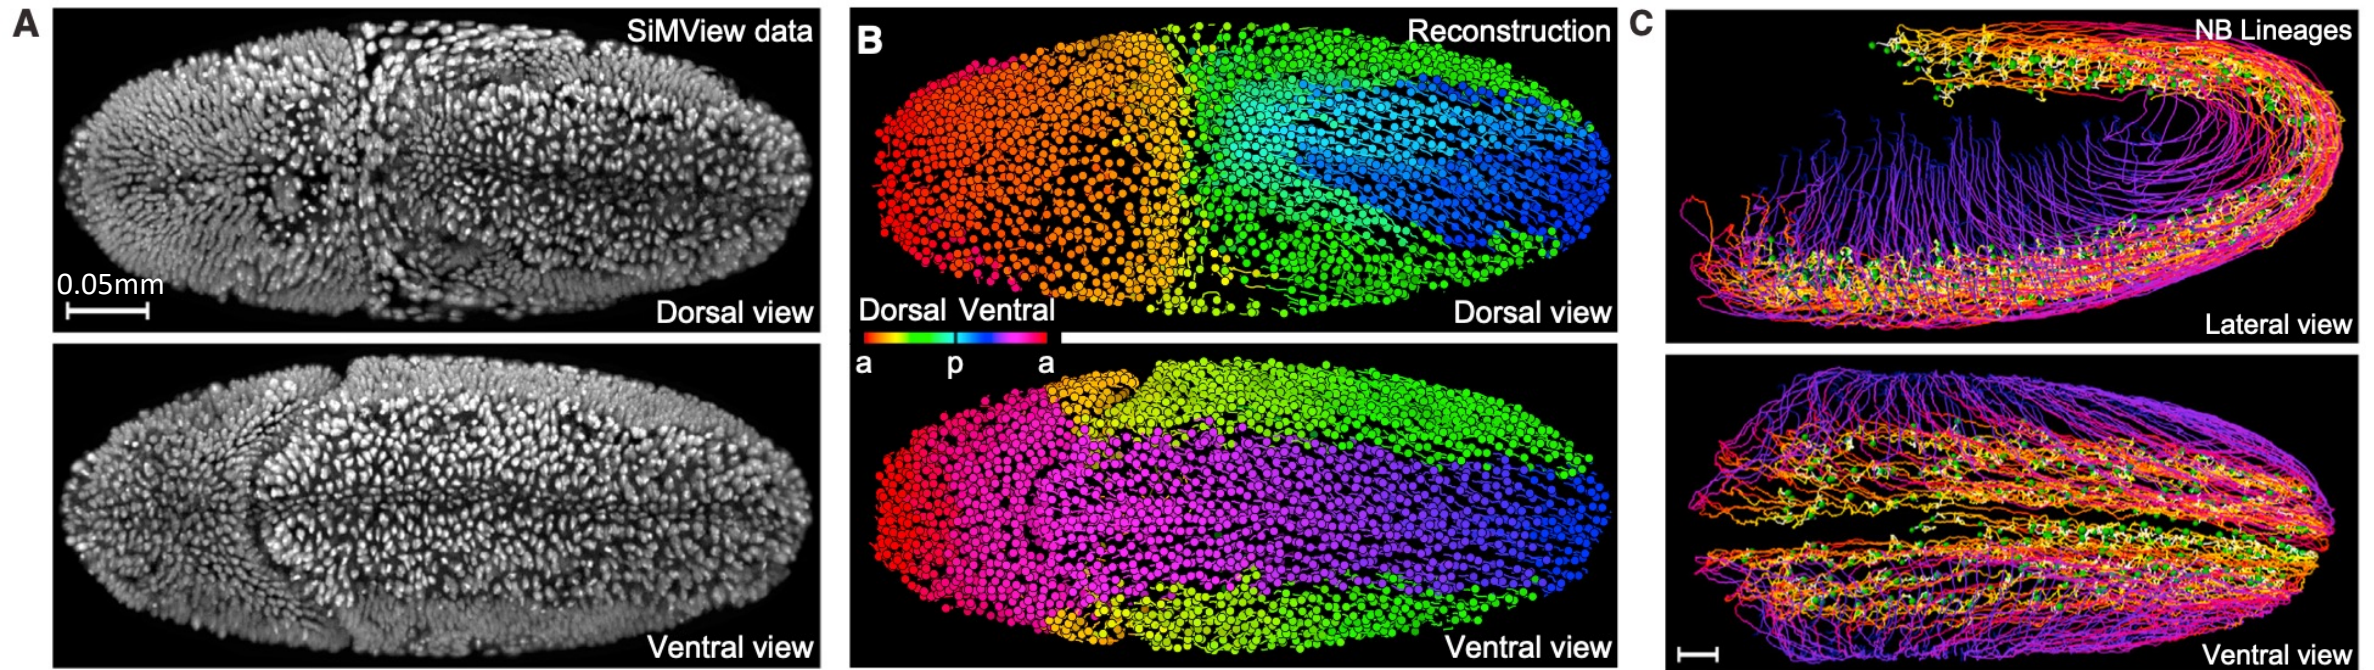 A
SiMView data
0.05mm
Dorsal view
Ventral view
B
Reconstruction
Dorsal Ventral
Dorsal view
a p a
Ventral view
C
NB Lineages
Lateral view
Ventral view